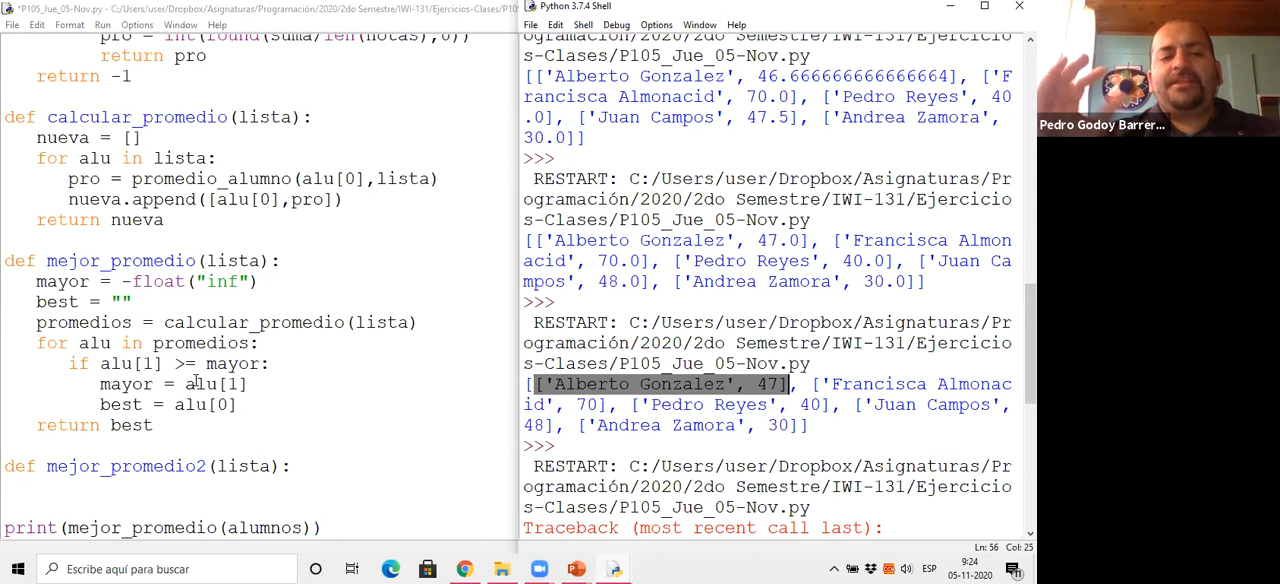 *P105_Jue_05-Nov.py - C:/Users/user/Dropbox/Asignaturas/Programación/2020/2do Semestre/IWI-131/Ejercicios-Clases/P105_Jue_05-Nov.py
File Edit Format Run Options Window Help
pro = int(round(suma/len(notas),0))
return pro
return -1
def calcular_promedio(lista):
nueva = []
for alu in lista:
pro = promedio_alumno(alu[0],lista)
nueva.append([alu[0],pro])
return nueva
def mejor_promedio(lista):
mayor = -float("inf")
best = ""
promedios = calcular_promedio(lista)
for alu in promedios:
if alu[1] >= mayor:
mayor = alu[1]
best = alu[0]
return best
def mejor_promedio2(lista):
print(mejor_promedio(alumnos))
Python 3.7.4 Shell
File Edit Shell Debug Options Window Help
ogramación/2020/2do Semestre/IWI-131/Ejercicio
s-Clases/P105_Jue_05-Nov.py
[['Alberto Gonzalez', 46.666666666666664], ['F
rancisca Almonacid', 70.0], ['Pedro Reyes', 40
.0], ['Juan Campos', 47.5], ['Andrea Zamora',
30.0]]
>>>
RESTART: C:/Users/user/Dropbox/Asignaturas/Pr
ogramación/2020/2do Semestre/IWI-131/Ejercicio
s-Clases/P105_Jue_05-Nov.py
[['Alberto Gonzalez', 47.0], ['Francisca Almon
acid', 70.0], ['Pedro Reyes', 40.0], ['Juan Ca
mpos', 48.0], ['Andrea Zamora', 30.0]]
>>>
RESTART: C:/Users/user/Dropbox/Asignaturas/Pr
ogramación/2020/2do Semestre/IWI-131/Ejercicio
s-Clases/P105_Jue_05-Nov.py
[['Alberto Gonzalez', 47], ['Francisca Almonac
id', 70], ['Pedro Reyes', 40], ['Juan Campos',
48], ['Andrea Zamora', 30]]
>>>
RESTART: C:/Users/user/Dropbox/Asignaturas/Pr
ogramación/2020/2do Semestre/IWI-131/Ejercicio
s-Clases/P105_Jue_05-Nov.py
Traceback (most recent call last):
Ln: 56 Col: 25
Pedro Godoy Barrer...
Escribe aquí para buscar
ESP
9:24
05-11-2020